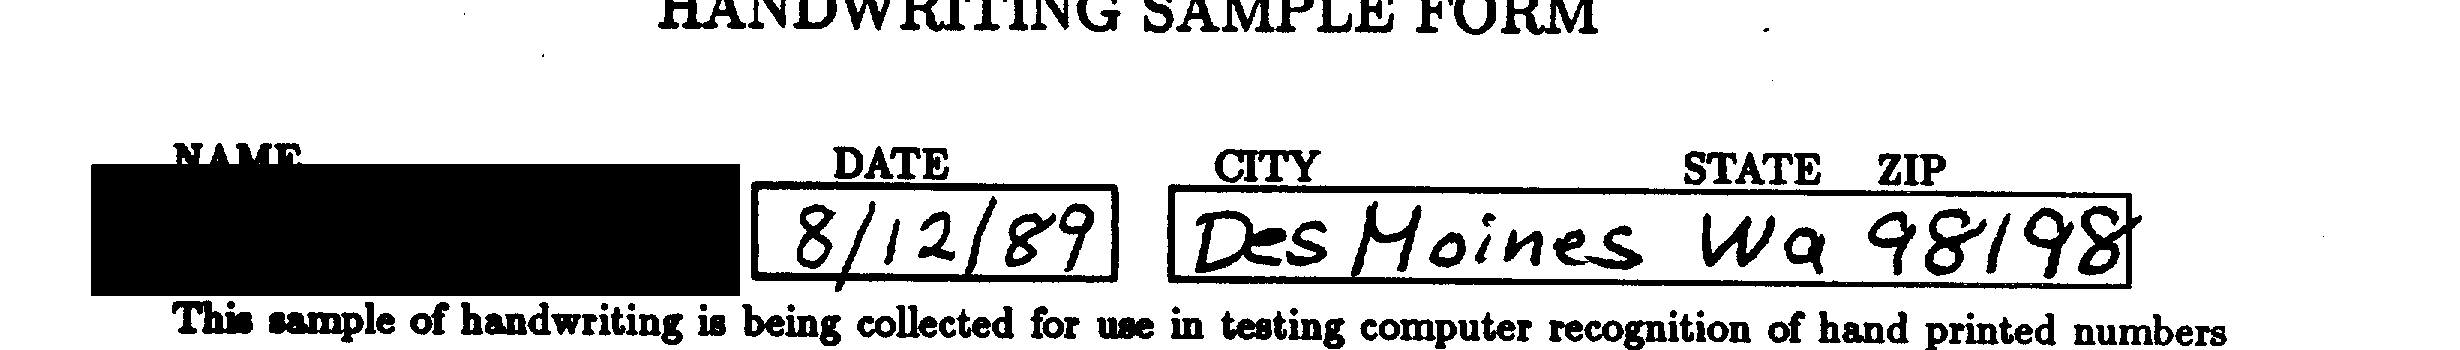 HANDWRITING SAMPLE FORM
NAME DATE CITY STATE ZIP
8/12/89 Des Moines Wa 98198
This sample of handwriting is being collected for use in testing computer recognition of hand printed numbers